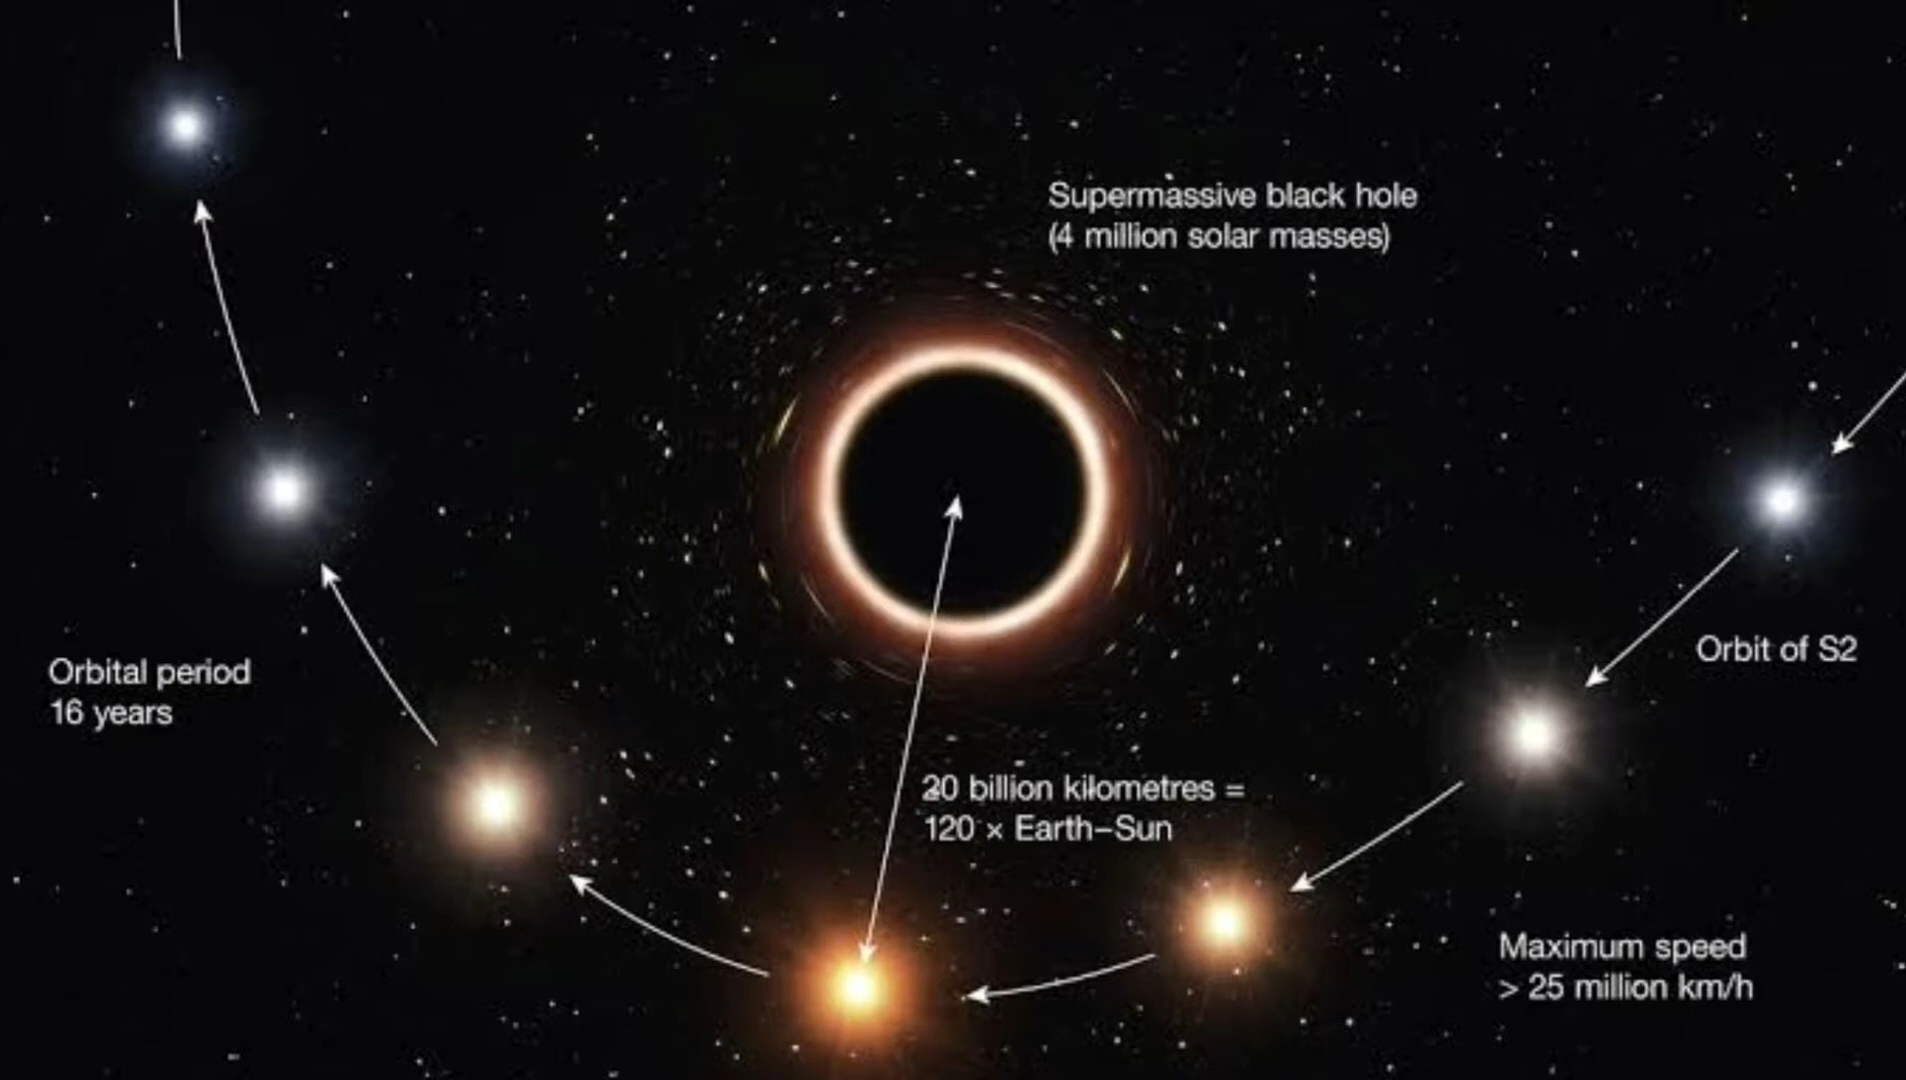 Supermassive black hole
(4 million solar masses)
Orbit of S2
Orbital period
16 years
20 billion kilometres =
120 × Earth–Sun
Maximum speed
> 25 million km/h